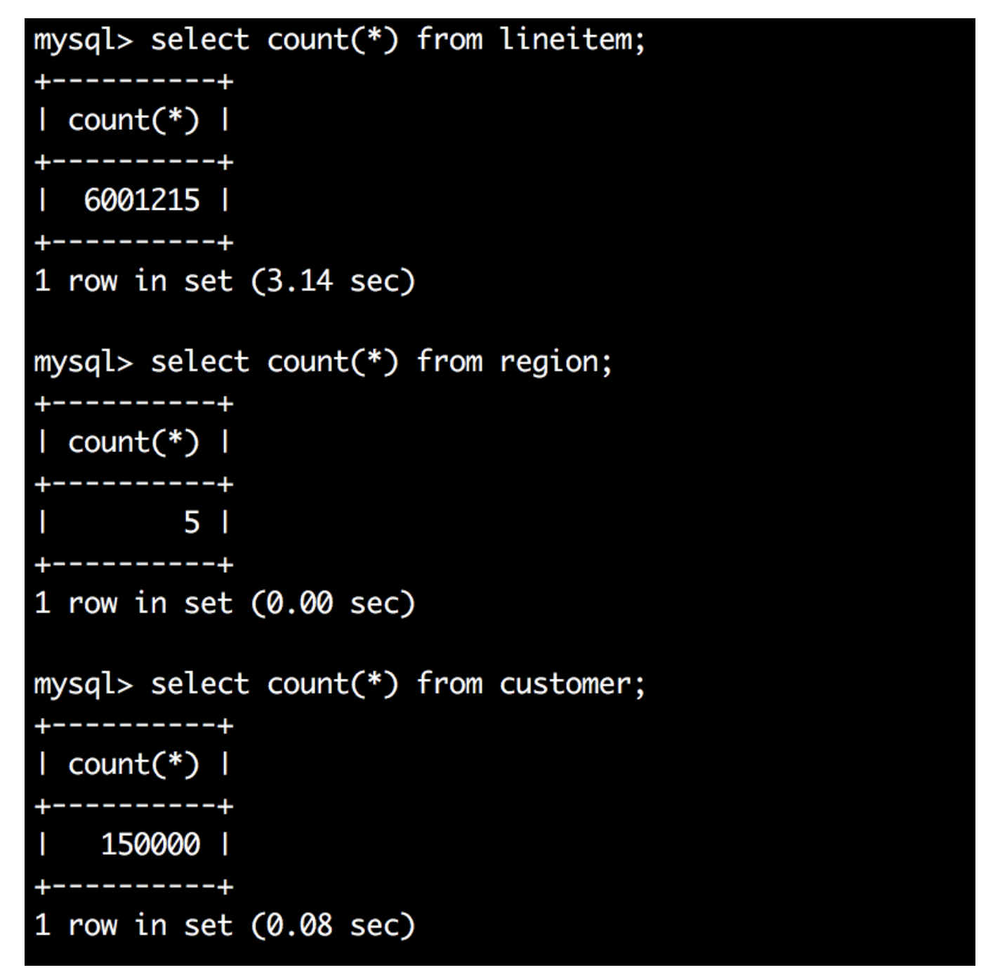 mysql> select count(*) from lineitem;
+----------+
| count(*) |
+----------+
|  6001215 |
+----------+
1 row in set (3.14 sec)

mysql> select count(*) from region;
+----------+
| count(*) |
+----------+
|        5 |
+----------+
1 row in set (0.00 sec)

mysql> select count(*) from customer;
+----------+
| count(*) |
+----------+
|   150000 |
+----------+
1 row in set (0.08 sec)